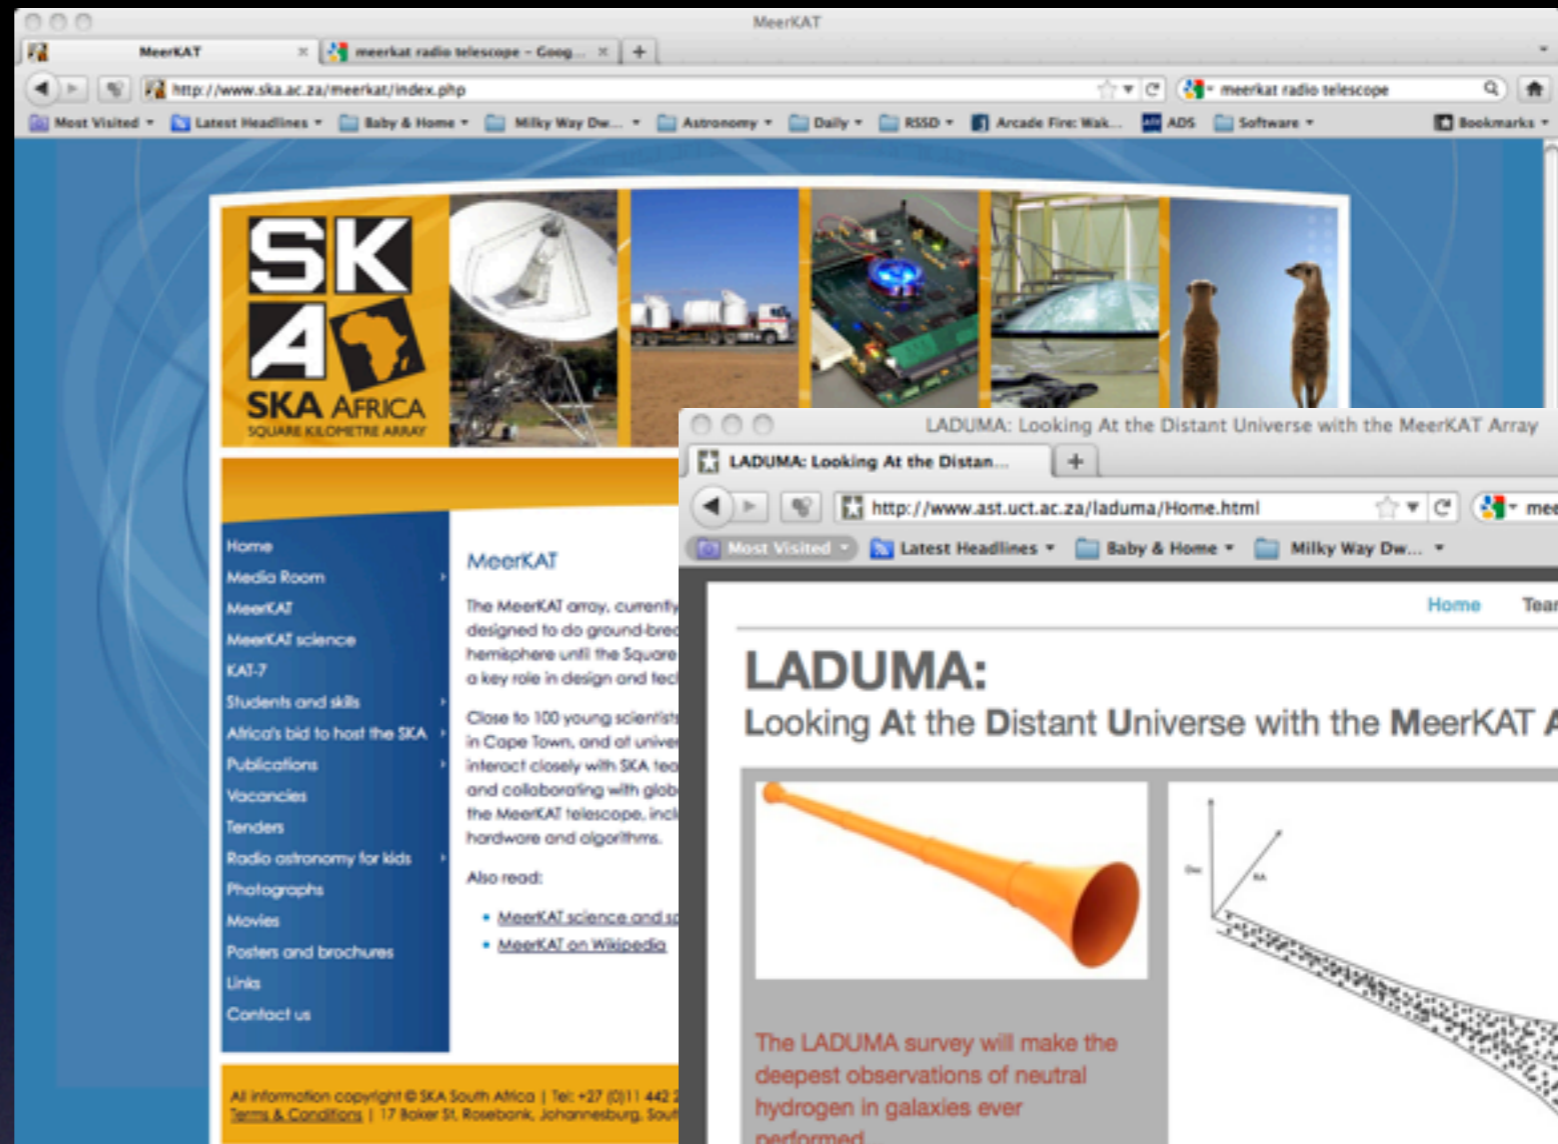 MeerKAT
MeerKAT
meerkat radio telescope - Goog...
http://www.ska.ac.za/meerkat/index.php
meerkat radio telescope
Most Visited
Latest Headlines
Baby & Home
Milky Way Dw...
Astronomy
Daily
RSSD
Arcade Fire: Wak...
ADS
Software
Bookmarks
SK
A
SKA AFRICA
SQUARE KILOMETRE ARRAY
Home
Media Room
MeerKAT
MeerKAT science
KAT-7
Students and skills
Africa's bid to host the SKA
Publications
Vacancies
Tenders
Radio astronomy for kids
Photographs
Movies
Posters and brochures
Links
Contact us
MeerKAT
The MeerKAT array, currently
designed to do ground-brea
hemisphere until the Square
a key role in design and tec
Close to 100 young scientists
in Cape Town, and at univer
interact closely with SKA tea
and collaborating with glob
the MeerKAT telescope, incl
hardware and algorithms.
Also read:
MeerKAT science and sp
MeerKAT on Wikipedia
All information copyright © SKA South Africa | Tel: +27 (0)11 442 2
Terms & Conditions | 17 Baker St, Rosebank, Johannesburg, Sout
LADUMA: Looking At the Distant Universe with the MeerKAT Array
LADUMA: Looking At the Distan...
http://www.ast.uct.ac.za/laduma/Home.html
mee
Most Visited
Latest Headlines
Baby & Home
Milky Way Dw...
Home
Tear
LADUMA:
Looking At the Distant Universe with the MeerKAT A
Dec
RA
The LADUMA survey will make the
deepest observations of neutral
hydrogen in galaxies ever
performed...